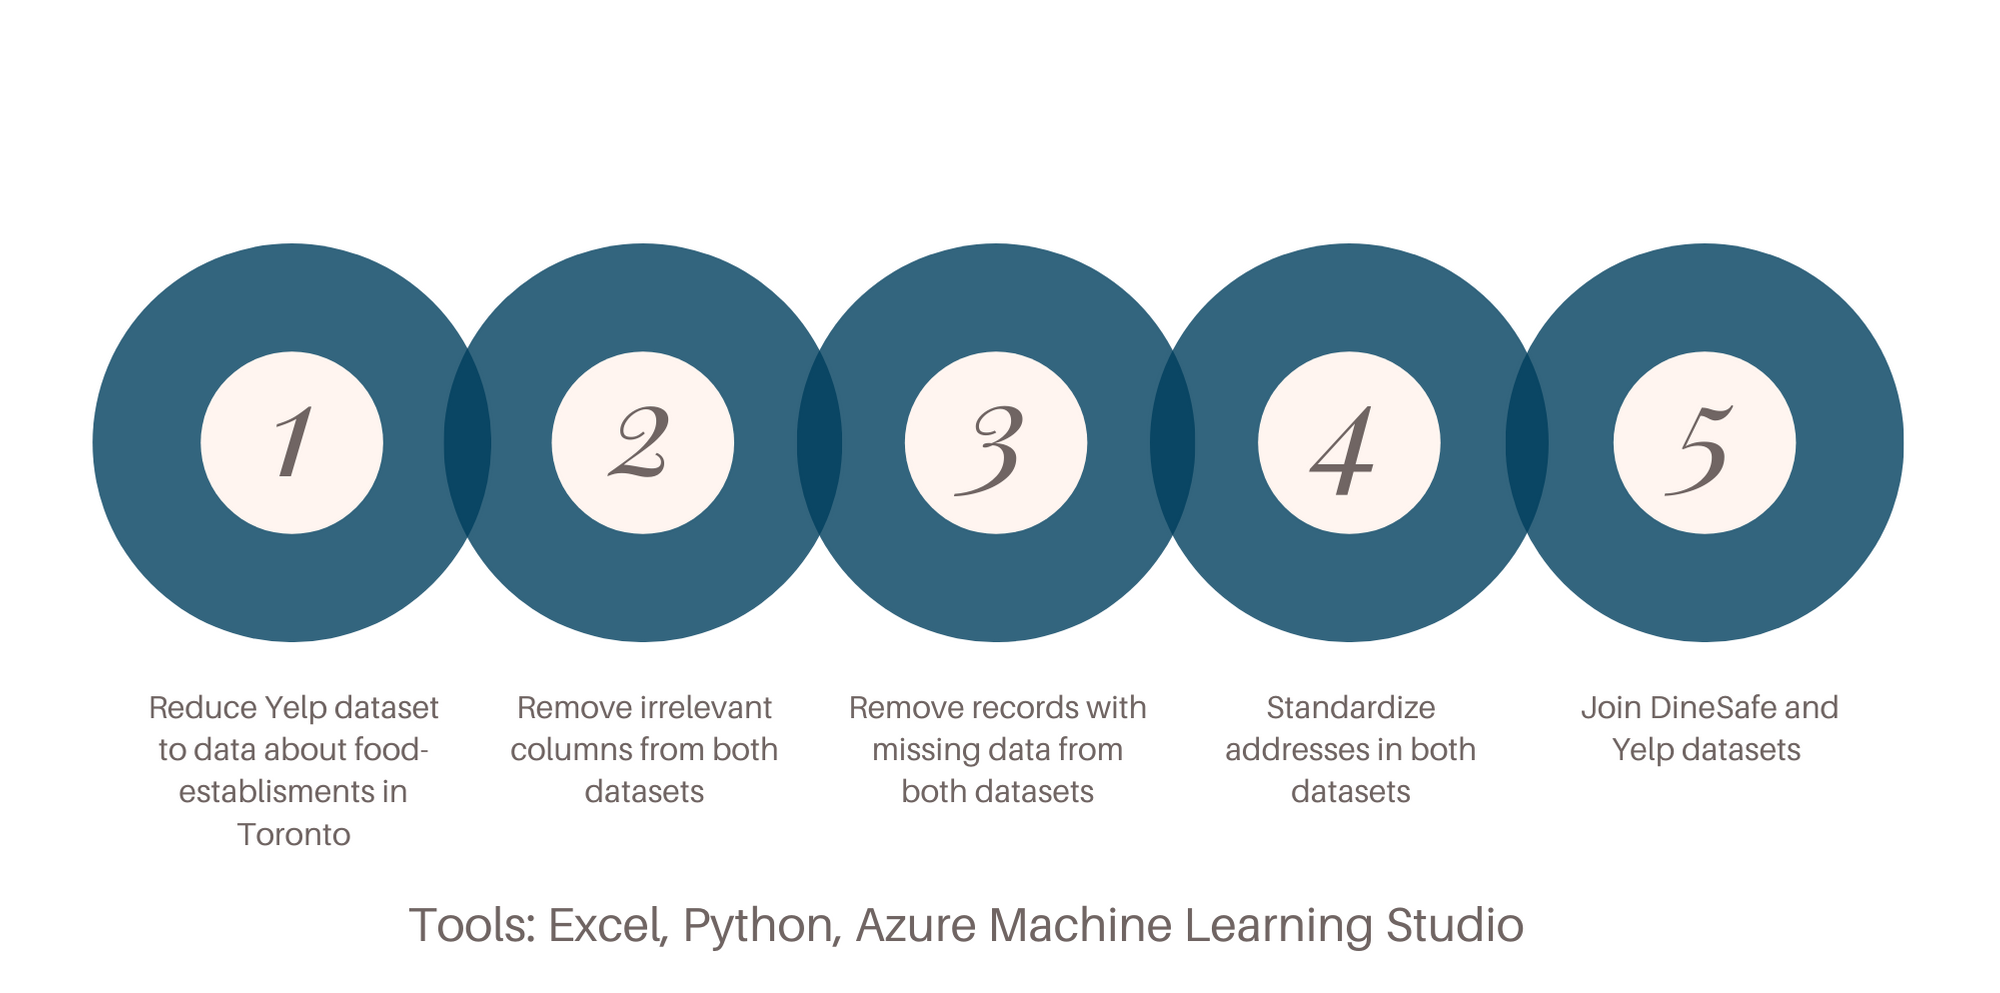 1
2
3
4
5
Reduce Yelp dataset
to data about food-
establisments in
Toronto
Remove irrelevant
columns from both
datasets
Remove records with
missing data from
both datasets
Standardize
addresses in both
datasets
Join DineSafe and
Yelp datasets
Tools: Excel, Python, Azure Machine Learning Studio